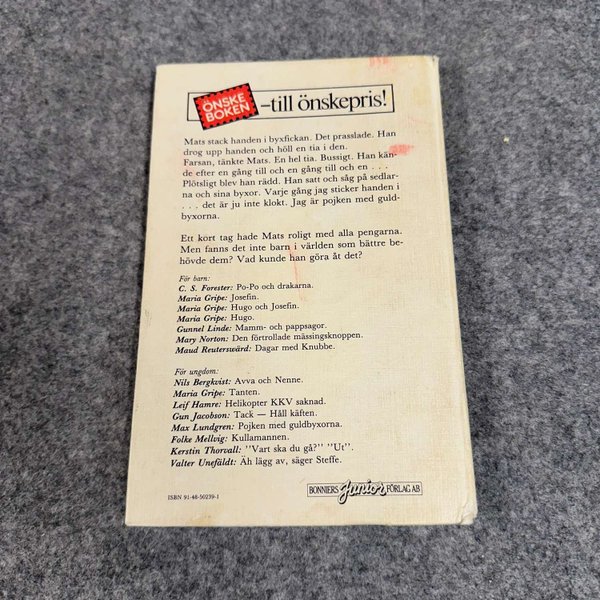 ÖNSKE
BOKEN
–till önskepris!
Mats stack handen i byxfickan. Det prasslade. Han
drog upp handen och höll en tia i den.
Farsan, tänkte Mats. En hel tia. Bussigt. Han kän-
de efter en gång till och en gång till och en . . .
Plötsligt blev han rädd. Han satt och såg på sedlar-
na och sina byxor. Varje gång jag sticker handen i
. . . det är ju inte klokt. Jag är pojken med guld-
byxorna.
Ett kort tag hade Mats roligt med alla pengarna.
Men fanns det inte barn i världen som bättre be-
hövde dem? Vad kunde han göra åt det?
För barn:
C. S. Forester: Po-Po och drakarna.
Maria Gripe: Josefin.
Maria Gripe: Hugo och Josefin.
Maria Gripe: Hugo.
Gunnel Linde: Mamm- och pappsagor.
Mary Norton: Den förtrollade mässingsknoppen.
Maud Reuterswärd: Dagar med Knubbe.
För ungdom:
Nils Bergkvist: Avva och Nenne.
Maria Gripe: Tanten.
Leif Hamre: Helikopter KKV saknad.
Gun Jacobson: Tack — Håll käften.
Max Lundgren: Pojken med guldbyxorna.
Folke Mellvig: Kullamannen.
Kerstin Thorvall: "Vart ska du gå?" "Ut".
Valter Unefäldt: Äh lägg av, säger Steffe.
ISBN 91-48-50239-1
BONNIERS Junior FÖRLAG AB